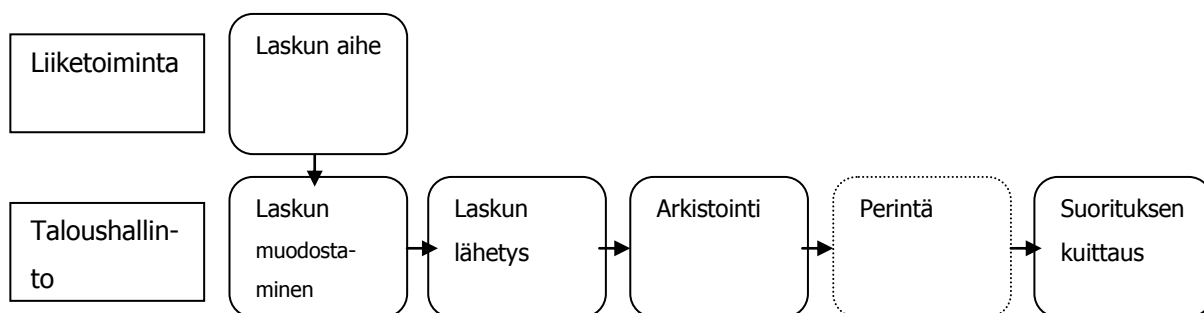 Liiketoiminta
Laskun aihe
Taloushallin-
to
Laskun
muodosta-
minen
Laskun
lähetys
Arkistointi
Perintä
Suorituksen
kuittaus